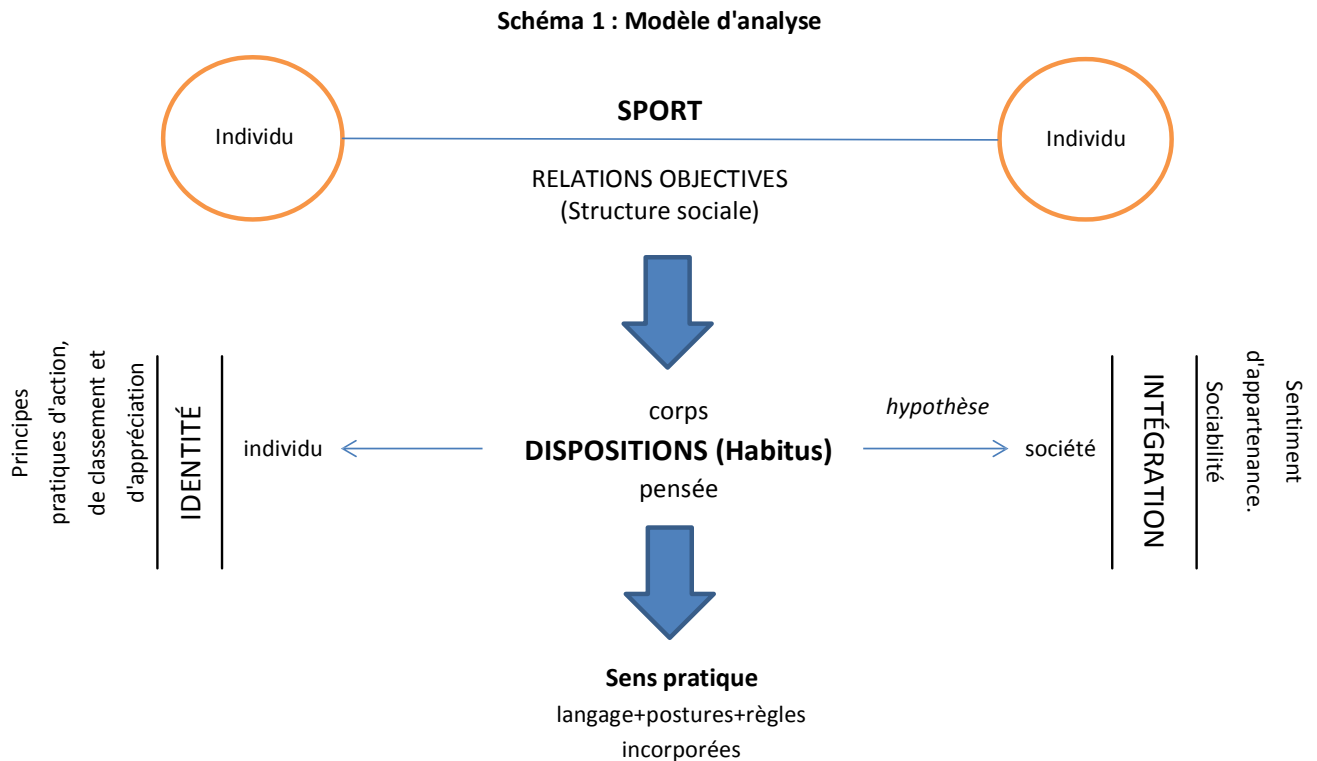 Schéma 1 : Modèle d'analyse
Individu
SPORT
Individu
RELATIONS OBJECTIVES
(Structure sociale)
Principes
pratiques d'action,
de classement et
d'appréciation
IDENTITÉ
individu
corps
DISPOSITIONS (Habitus)
pensée
hypothèse
société
INTÉGRATION
Sentiment
d'appartenance.
Sociabilité
Sens pratique
langage+postures+règles
incorporées